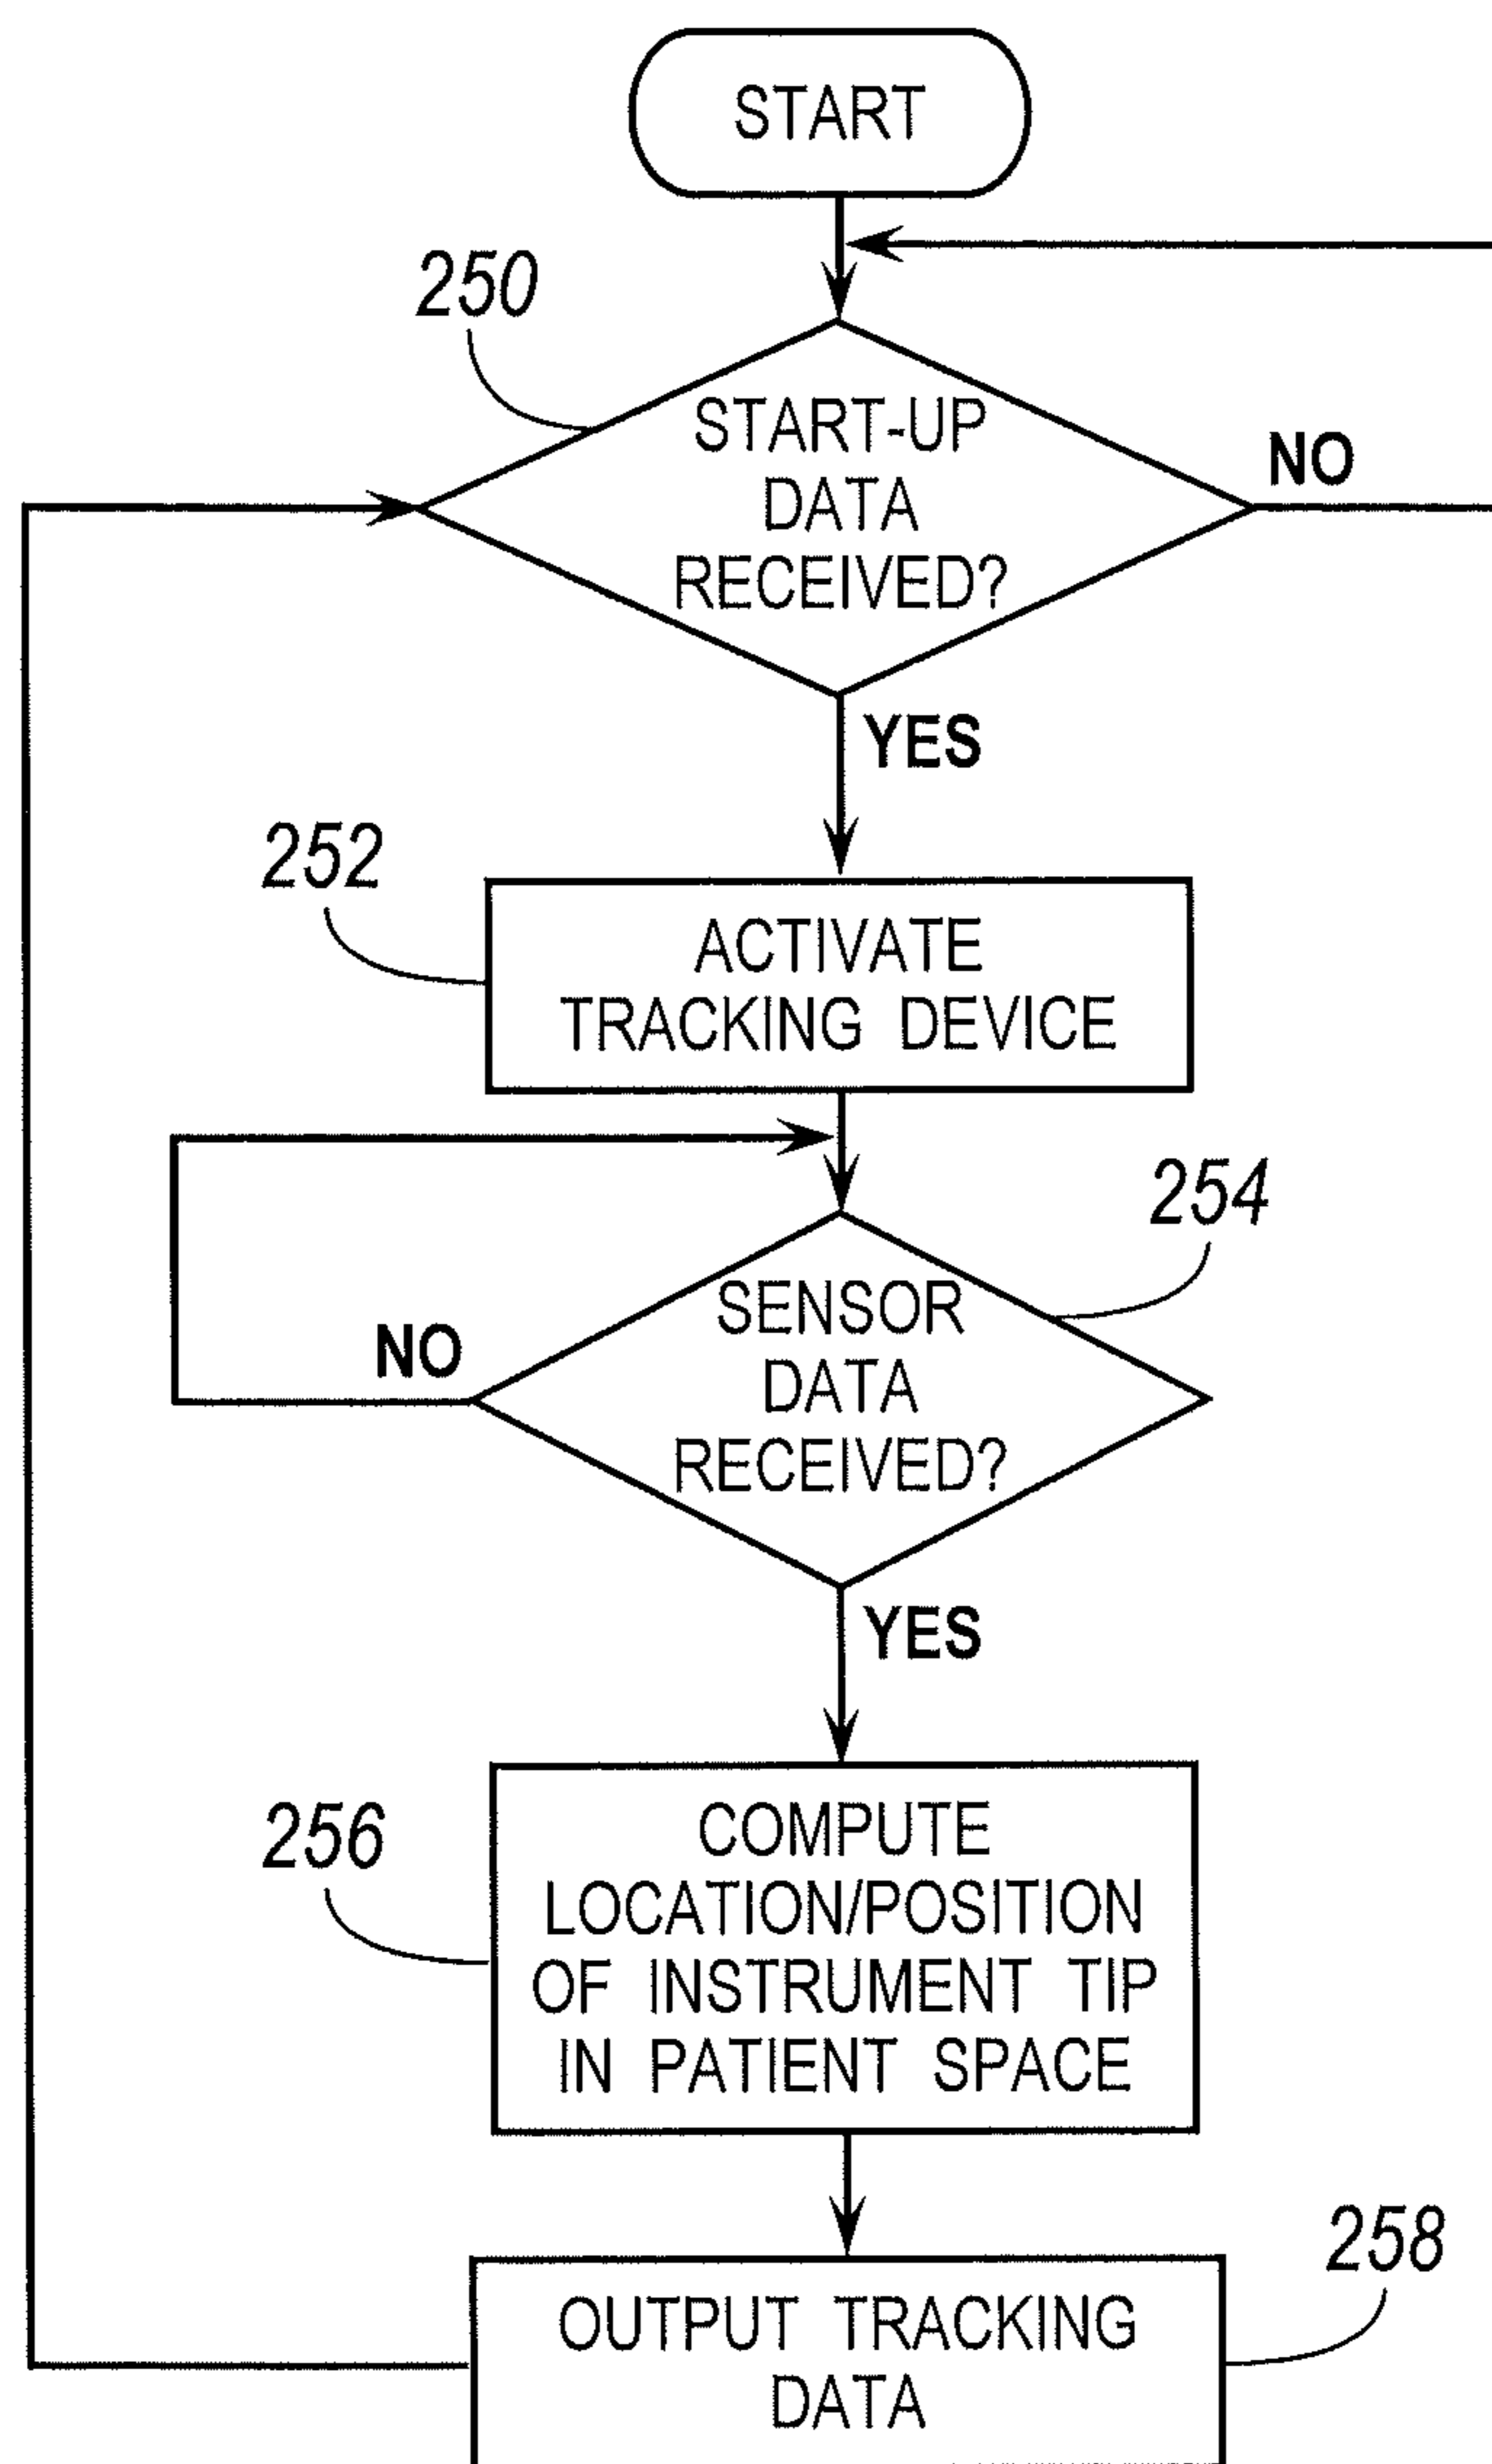 START
250
START-UP
DATA
RECEIVED?
NO
YES
252
ACTIVATE
TRACKING DEVICE
254
SENSOR
DATA
RECEIVED?
NO
YES
256
COMPUTE
LOCATION/POSITION
OF INSTRUMENT TIP
IN PATIENT SPACE
258
OUTPUT TRACKING
DATA